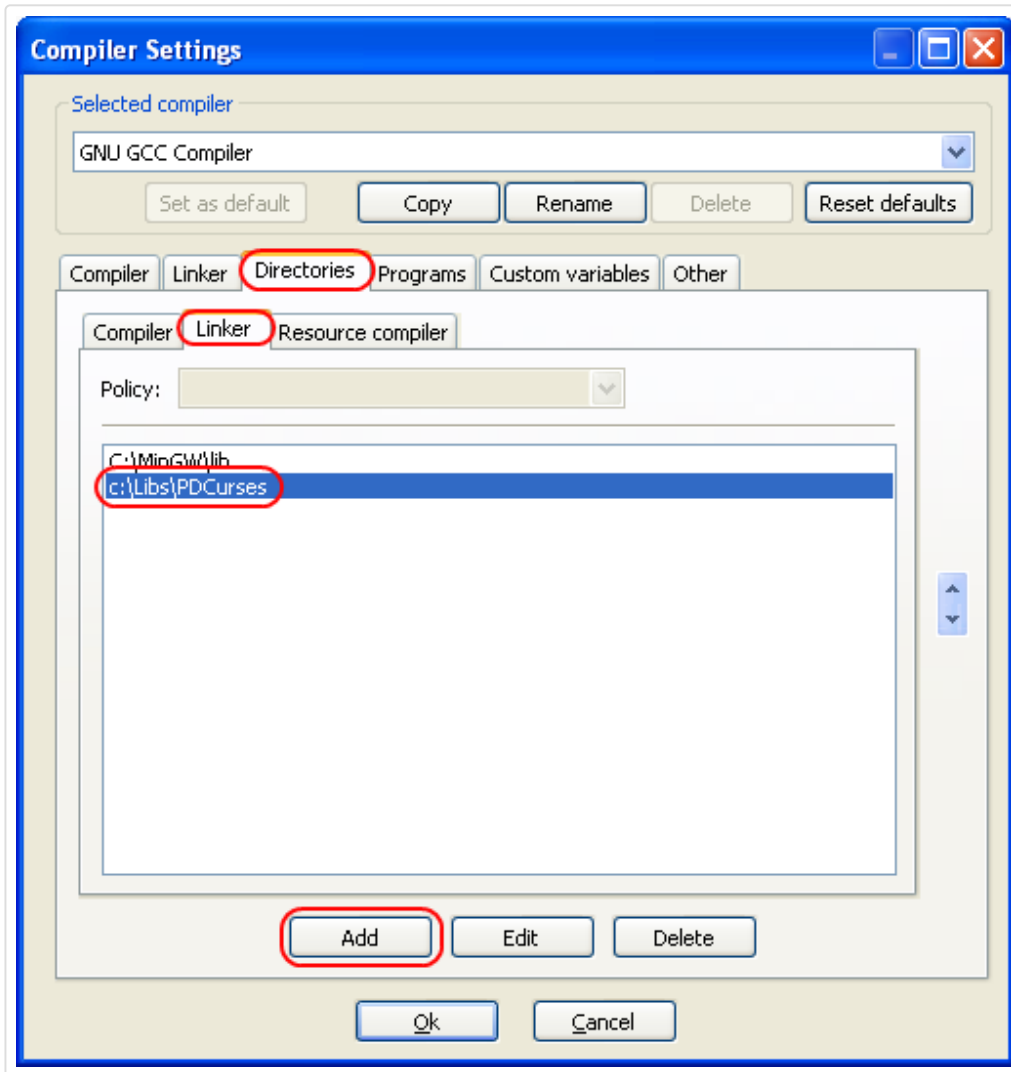 Compiler Settings
Selected compiler
GNU GCC Compiler
Set as default Copy Rename Delete Reset defaults
Compiler Linker Directories Programs Custom variables Other
Compiler Linker Resource compiler
Policy:
C:\MinGW\lib
c:\Libs\PDCurses
Add Edit Delete
Ok Cancel